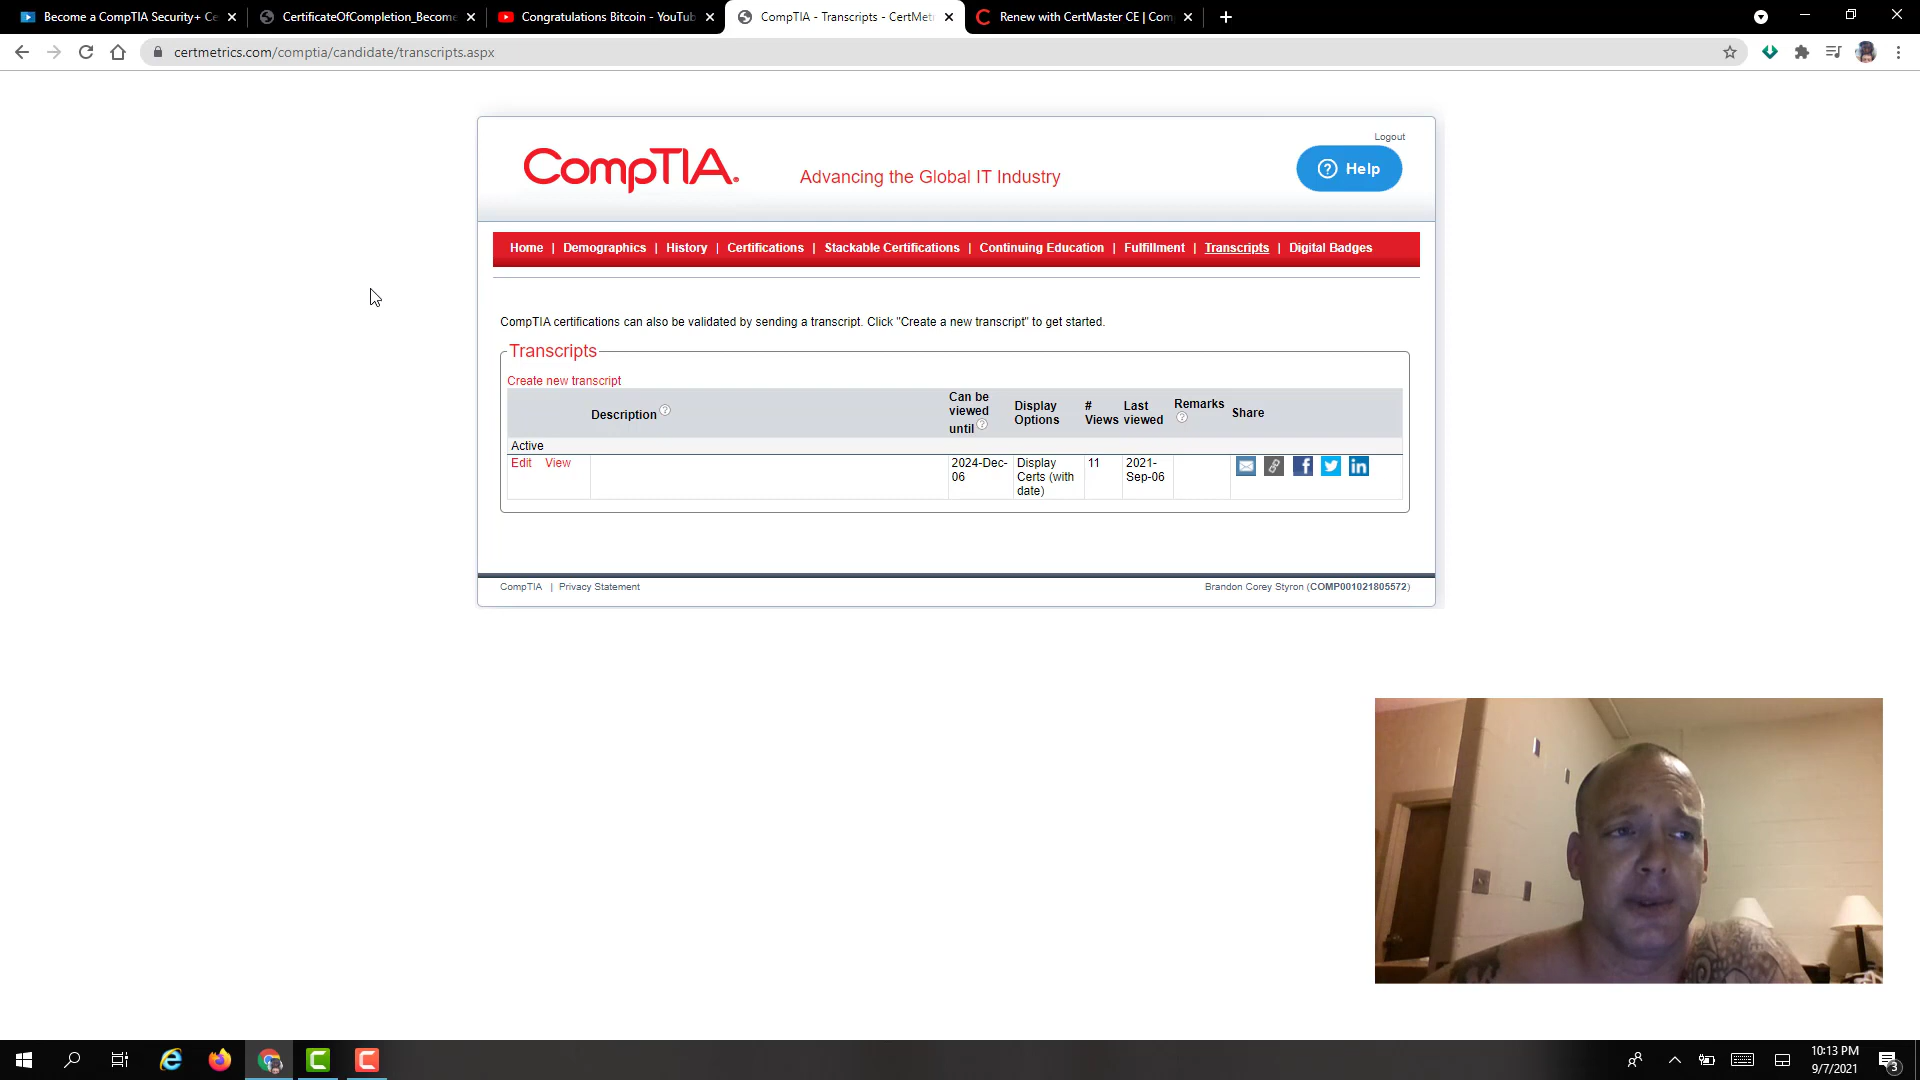 Become a CompTIA Security+ Ce
CertificateOfCompletion_Become
Congratulations Bitcoin - YouTub
CompTIA - Transcripts - CertMetri
Renew with CertMaster CE | Com
certmetrics.com/comptia/candidate/transcripts.aspx
Logout
CompTIA.
Advancing the Global IT Industry
? Help
Home | Demographics | History | Certifications | Stackable Certifications | Continuing Education | Fulfillment | Transcripts | Digital Badges
CompTIA certifications can also be validated by sending a transcript. Click "Create a new transcript" to get started.
Transcripts
Create new transcript
Description ?
Can be viewed until ?
Display Options
# Views
Last viewed
Remarks ?
Share
Active
Edit View
2024-Dec-06
Display Certs (with date)
11
2021-Sep-06
CompTIA | Privacy Statement
Brandon Corey Styron (COMP001021805572)
10:13 PM
9/7/2021
3